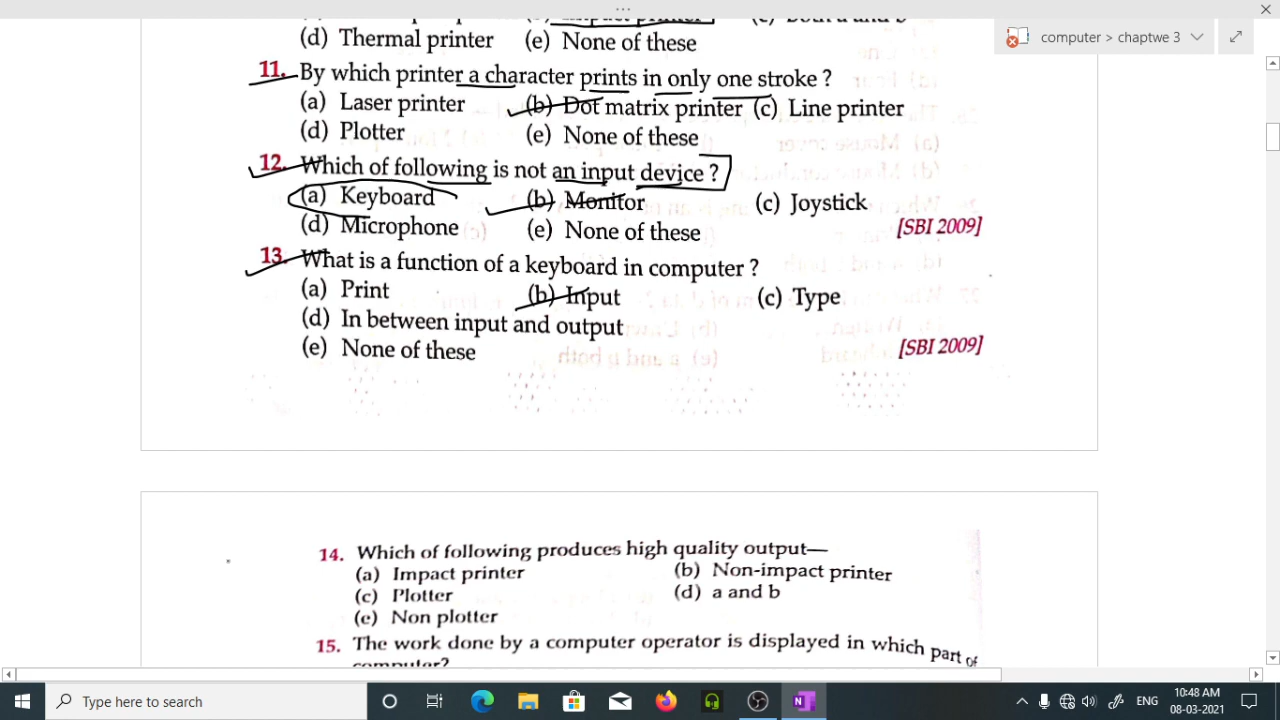 ...
computer > chaptwe 3
(d) Thermal printer (e) None of these
11. By which printer a character prints in only one stroke ?
(a) Laser printer (b) Dot matrix printer (c) Line printer
(d) Plotter (e) None of these
12. Which of following is not an input device ?
(a) Keyboard (b) Monitor (c) Joystick
(d) Microphone (e) None of these [SBI 2009]
13. What is a function of a keyboard in computer ?
(a) Print (b) Input (c) Type
(d) In between input and output
(e) None of these [SBI 2009]
14. Which of following produces high quality output—
(a) Impact printer (b) Non-impact printer
(c) Plotter (d) a and b
(e) Non plotter
15. The work done by a computer operator is displayed in which part of
computer?
Type here to search
ENG
10:48 AM
08-03-2021